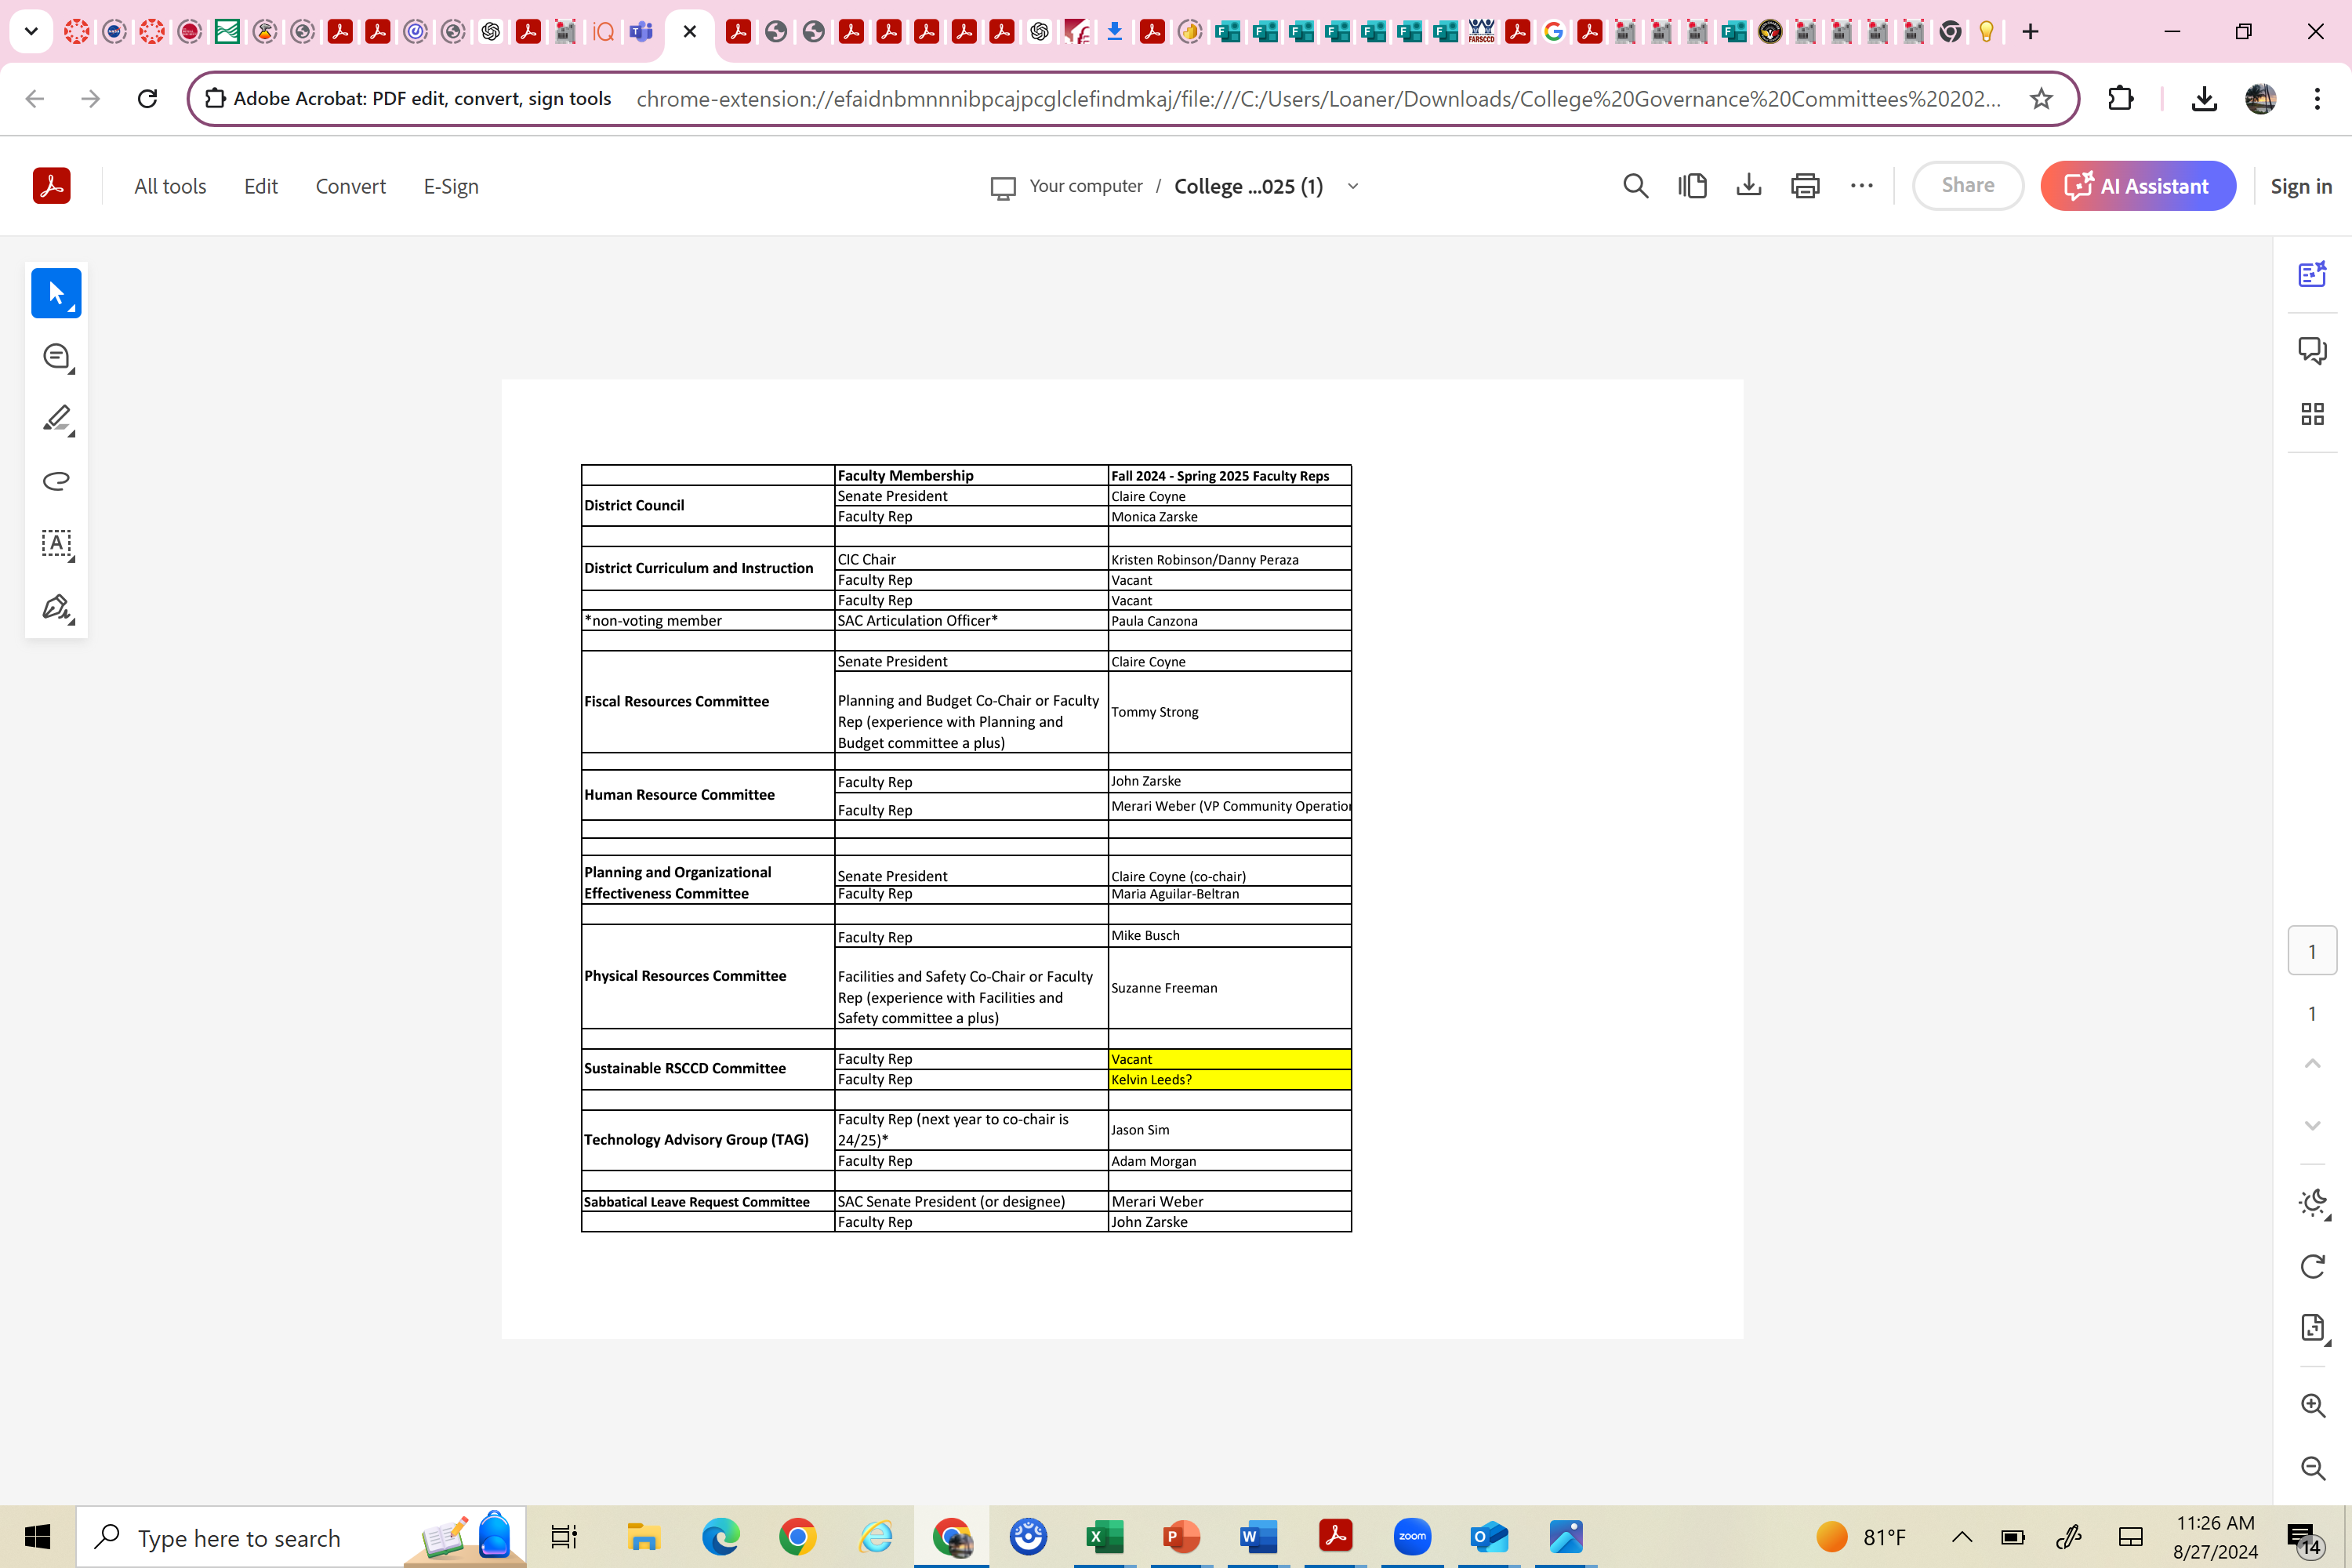 Adobe Acrobat: PDF edit, convert, sign tools chrome-extension://efaidnbmnnnibpcajpcglclefindmkaj/file:///C:/Users/Loaner/Downloads/College%20Governance%20Committees%20202...
All tools Edit Convert E-Sign Your computer / College ...025 (1) Share AI Assistant Sign in
Faculty Membership Fall 2024 - Spring 2025 Faculty Reps
District Council Senate President Claire Coyne
Faculty Rep Monica Zarske
District Curriculum and Instruction CIC Chair Kristen Robinson/Danny Peraza
Faculty Rep Vacant
Faculty Rep Vacant
*non-voting member SAC Articulation Officer* Paula Canzona
Fiscal Resources Committee Senate President Claire Coyne
Planning and Budget Co-Chair or Faculty
Rep (experience with Planning and
Budget committee a plus) Tommy Strong
Human Resource Committee Faculty Rep John Zarske
Faculty Rep Merari Weber (VP Community Operatio
Planning and Organizational
Effectiveness Committee Senate President Claire Coyne (co-chair)
Faculty Rep Maria Aguilar-Beltran
Physical Resources Committee Faculty Rep Mike Busch
Facilities and Safety Co-Chair or Faculty
Rep (experience with Facilities and
Safety committee a plus) Suzanne Freeman
Sustainable RSCCD Committee Faculty Rep Vacant
Faculty Rep Kelvin Leeds?
Technology Advisory Group (TAG) Faculty Rep (next year to co-chair is
24/25)* Jason Sim
Faculty Rep Adam Morgan
Sabbatical Leave Request Committee SAC Senate President (or designee) Merari Weber
Faculty Rep John Zarske
1
1
Type here to search
zoom
81°F
11:26 AM
8/27/2024
14